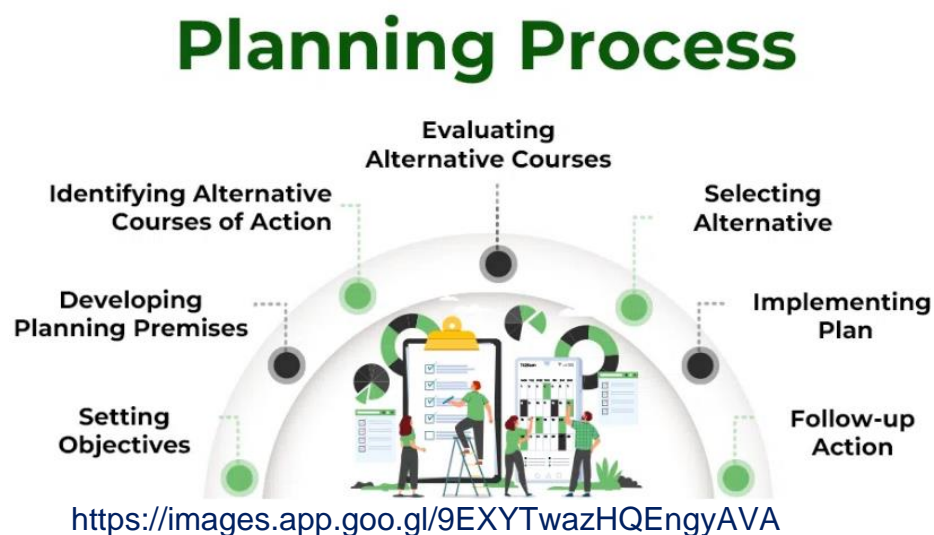 Planning Process
Setting
Objectives
Developing
Planning Premises
Identifying Alternative
Courses of Action
Evaluating
Alternative Courses
Selecting
Alternative
Implementing
Plan
Follow-up
Action
https://images.app.goo.gl/9EXYTwazHQEngyAVA